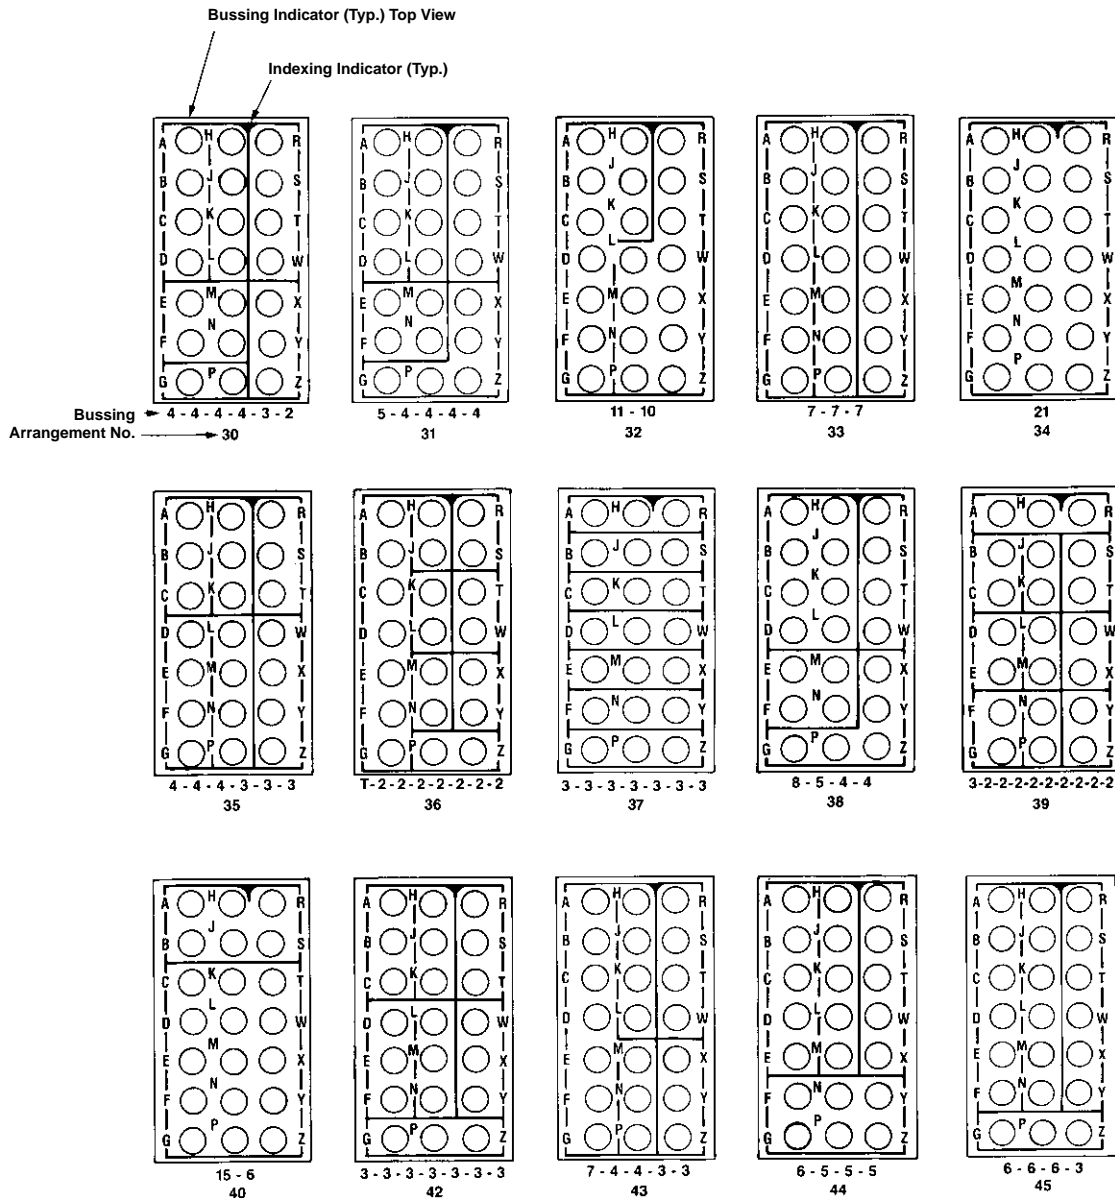 Bussing Indicator (Typ.) Top View
Indexing Indicator (Typ.)
A H R
B J S
C K T
D L W
E M X
F N Y
G P Z
Bussing 4 - 4 - 4 - 4 - 3 - 2
Arrangement No. 30
A H R
B J S
C K T
D L W
E M X
F N Y
G P Z
5 - 4 - 4 - 4 - 4
31
A H R
B J S
C K T
D L W
E M X
F N Y
G P Z
11 - 10
32
A H R
B J S
C K T
D L W
E M X
F N Y
G P Z
7 - 7 - 7
33
A H R
B J S
C K T
D L W
E M X
F N Y
G P Z
21
34
A H R
B J S
C K T
D L W
E M X
F N Y
G P Z
4 - 4 - 4 - 3 - 3 - 3
35
A H R
B J S
C K T
D L W
E M X
F N Y
G P Z
7 - 2 - 2 - 2 - 2 - 2 - 2 - 2
36
A H R
B J S
C K T
D L W
E M X
F N Y
G P Z
3 - 3 - 3 - 3 - 3 - 3 - 3
37
A H R
B J S
C K T
D L W
E M X
F N Y
G P Z
8 - 5 - 4 - 4
38
A H R
B J S
C K T
D L W
E M X
F N Y
G P Z
3-2-2-2-2-2-2-2-2-2
39
A H R
B J S
C K T
D L W
E M X
F N Y
G P Z
15 - 6
40
A H R
B J S
C K T
D L W
E M X
F N Y
G P Z
3 - 3 - 3 - 3 - 3 - 3 - 3
42
A H R
B J S
C K T
D L W
E M X
F N Y
G P Z
7 - 4 - 4 - 3 - 3
43
A H R
B J S
C K T
D L W
E M X
F N Y
G P Z
6 - 5 - 5 - 5
44
A H R
B J S
C K T
D L W
E M X
F N Y
G P Z
6 - 6 - 6 - 3
45